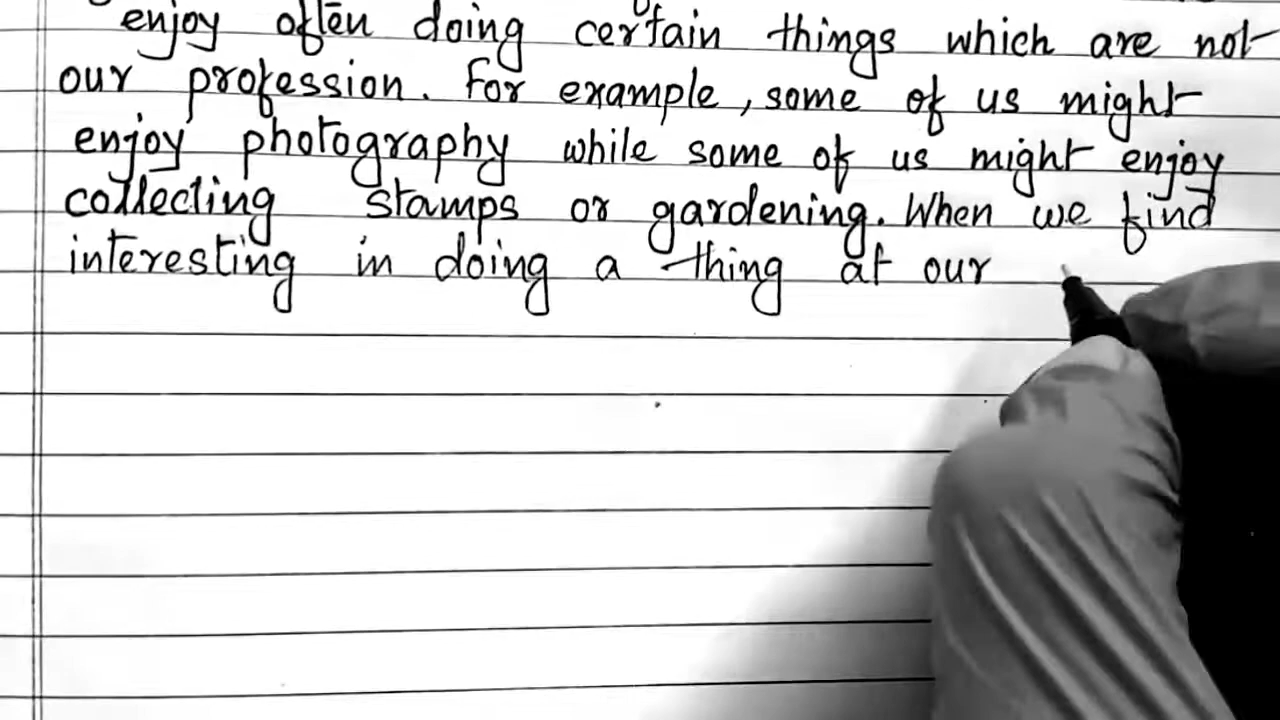 enjoy often doing certain things which are not
our profession. For example, some of us might
enjoy photography while some of us might enjoy
collecting stamps or gardening. When we find
interesting in doing a thing at our